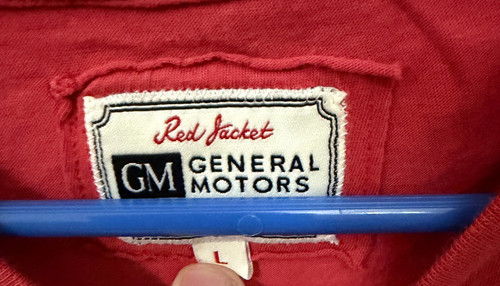 Red Jacket
GM GENERAL
MOTORS
L